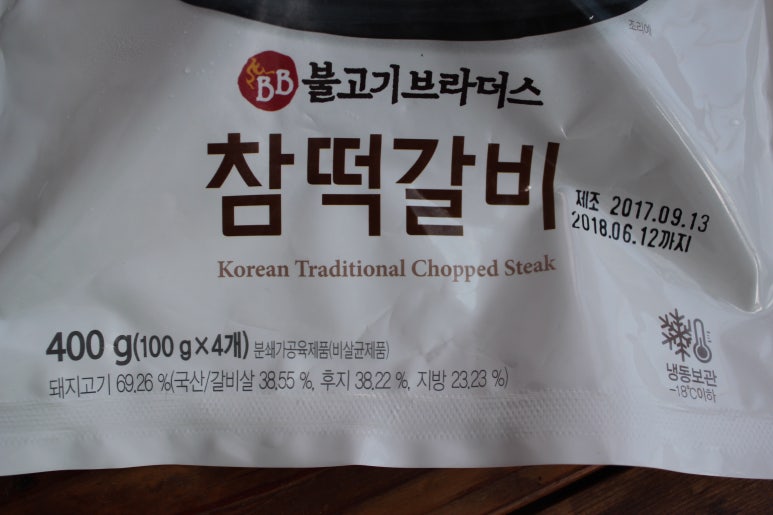 조리예
BB 불고기브라더스
참떡갈비
제조 2017.09.13
2018.06.12까지
Korean Traditional Chopped Steak
400 g(100 g×4개) 분쇄가공육제품(비살균제품)
돼지고기 69.26 %(국산/갈비살 38.55 %, 후지 38.22 %, 지방 23.23 %)
냉동보관
-18℃이하